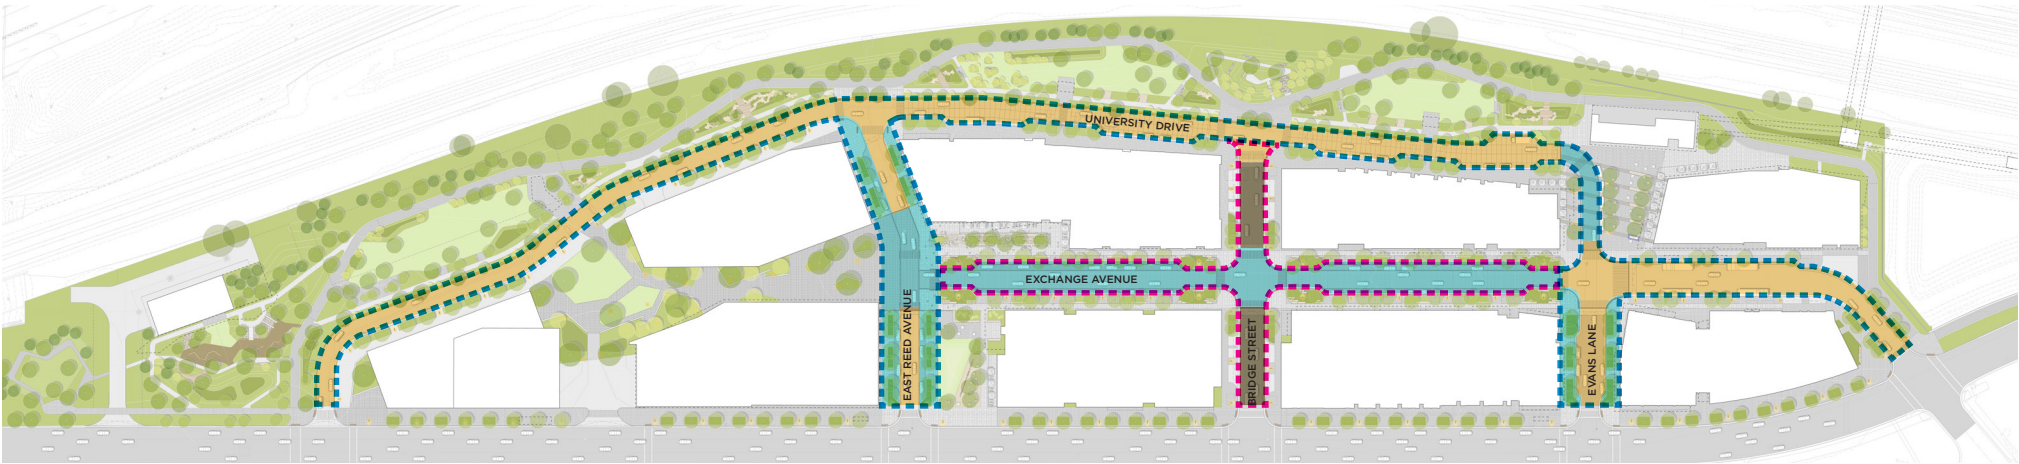 UNIVERSITY DRIVE
EXCHANGE AVENUE
EAST REED AVENUE
BRIDGE STREET
EVANS LANE